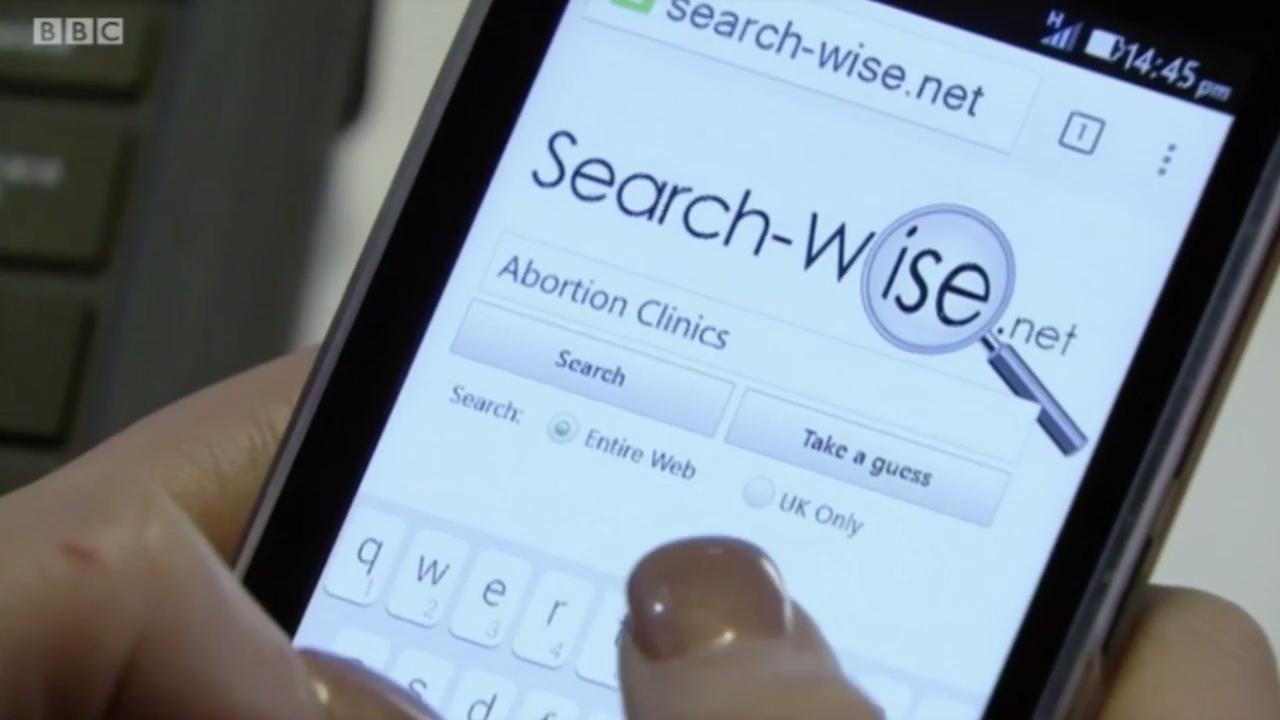 BBC
H 14:45 pm
search-wise.net
1
Search-wise.net
Abortion Clinics
Search Take a guess
Search: Entire Web UK Only
q w e r
1 2 3 4
s d